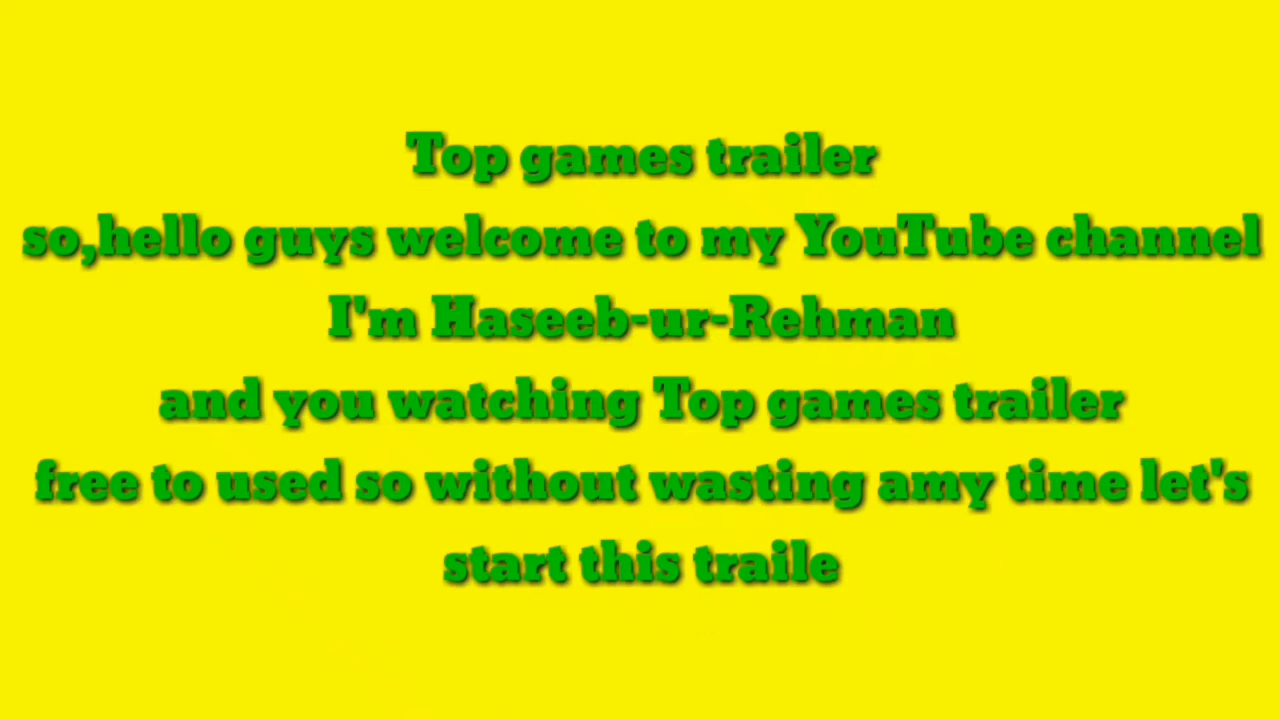 Top games trailer
so,hello guys welcome to my YouTube channel
I'm Haseeb-ur-Rehman
and you watching Top games trailer
free to used so without wasting amy time let's
start this traile